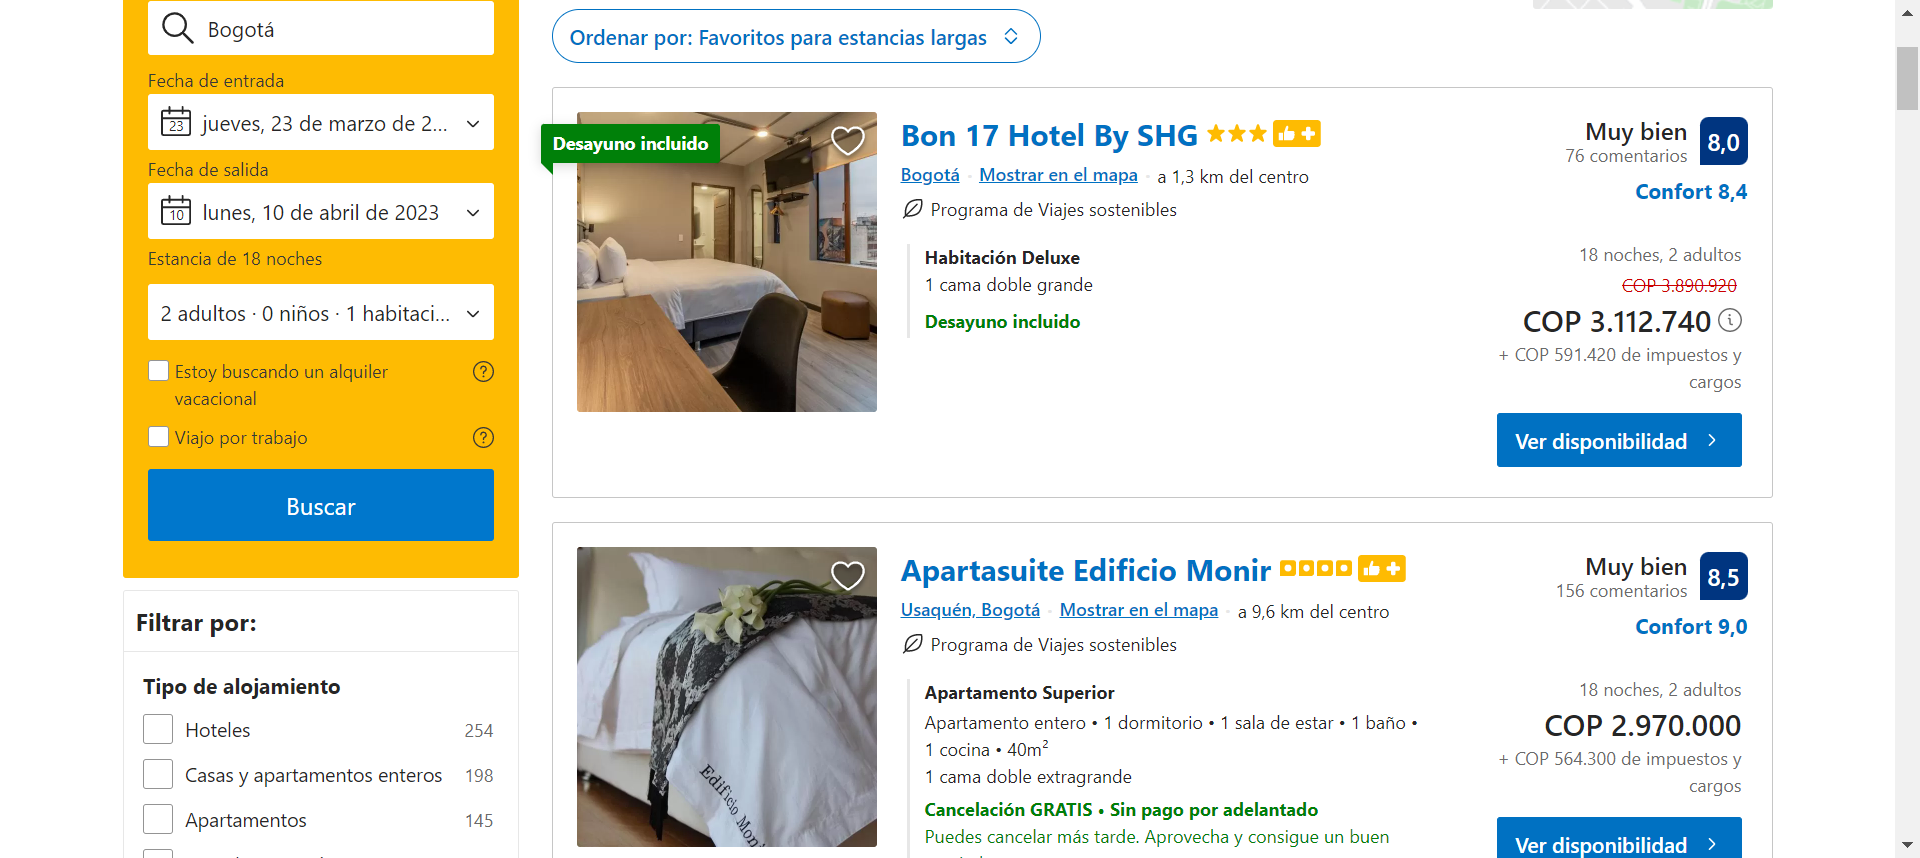 Bogotá
Fecha de entrada
23
jueves, 23 de marzo de 2...
Fecha de salida
10
lunes, 10 de abril de 2023
Estancia de 18 noches
2 adultos · 0 niños · 1 habitaci...
Estoy buscando un alquiler
vacacional
Viajo por trabajo
Buscar
Filtrar por:
Tipo de alojamiento
Hoteles 254
Casas y apartamentos enteros 198
Apartamentos 145
Ordenar por: Favoritos para estancias largas
Desayuno incluido
Bon 17 Hotel By SHG
Bogotá Mostrar en el mapa a 1,3 km del centro
Programa de Viajes sostenibles
Habitación Deluxe
1 cama doble grande
Desayuno incluido
Muy bien 8,0
76 comentarios
Confort 8,4
18 noches, 2 adultos
COP 3.890.920
COP 3.112.740
+ COP 591.420 de impuestos y
cargos
Ver disponibilidad
Edificio Moni
Apartasuite Edificio Monir
Usaquén, Bogotá Mostrar en el mapa a 9,6 km del centro
Programa de Viajes sostenibles
Apartamento Superior
Apartamento entero • 1 dormitorio • 1 sala de estar • 1 baño •
1 cocina • 40m²
1 cama doble extragrande
Cancelación GRATIS • Sin pago por adelantado
Puedes cancelar más tarde. Aprovecha y consigue un buen
Muy bien 8,5
156 comentarios
Confort 9,0
18 noches, 2 adultos
COP 2.970.000
+ COP 564.300 de impuestos y
cargos
Ver disponibilidad